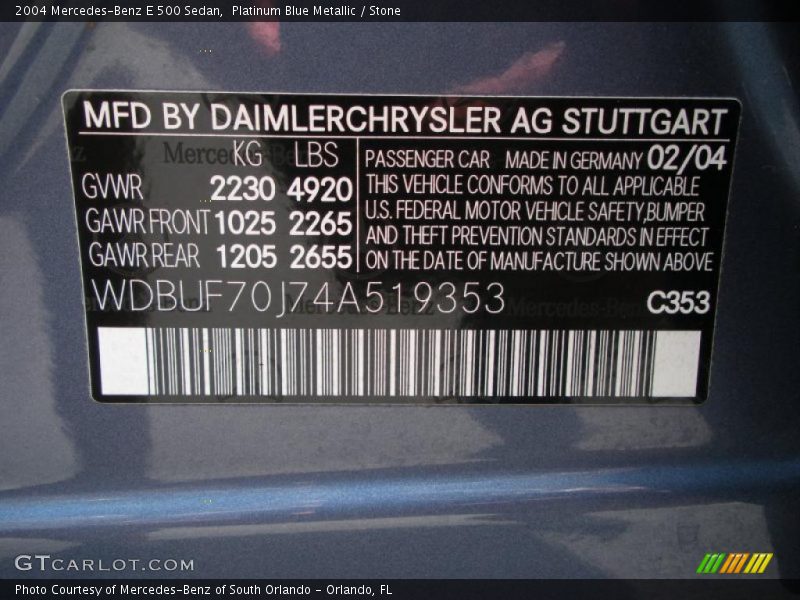 2004 Mercedes-Benz E 500 Sedan,  Platinum Blue Metallic / Stone
MFD BY DAIMLERCHRYSLER AG STUTTGART
KG LBS
GVWR 2230 4920
GAWR FRONT 1025 2265
GAWR REAR 1205 2655
PASSENGER CAR MADE IN GERMANY 02/04
THIS VEHICLE CONFORMS TO ALL APPLICABLE
U.S. FEDERAL MOTOR VEHICLE SAFETY, BUMPER
AND THEFT PREVENTION STANDARDS IN EFFECT
ON THE DATE OF MANUFACTURE SHOWN ABOVE
WDBUF70J74A519353 C353
GTCARLOT.COM
Photo Courtesy of Mercedes-Benz of South Orlando - Orlando, FL